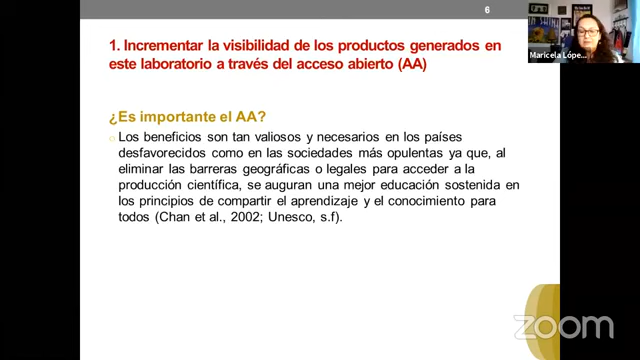 6
1. Incrementar la visibilidad de los productos generados en
este laboratorio a través del acceso abierto (AA)
¿Es importante el AA?
Los beneficios son tan valiosos y necesarios en los países
desfavorecidos como en las sociedades más opulentas ya que, al
eliminar las barreras geográficas o legales para acceder a la
producción científica, se auguran una mejor educación sostenida en
los principios de compartir el aprendizaje y el conocimiento para
todos (Chan et al., 2002; Unesco, s.f).
Maricela Lópe...
zoom